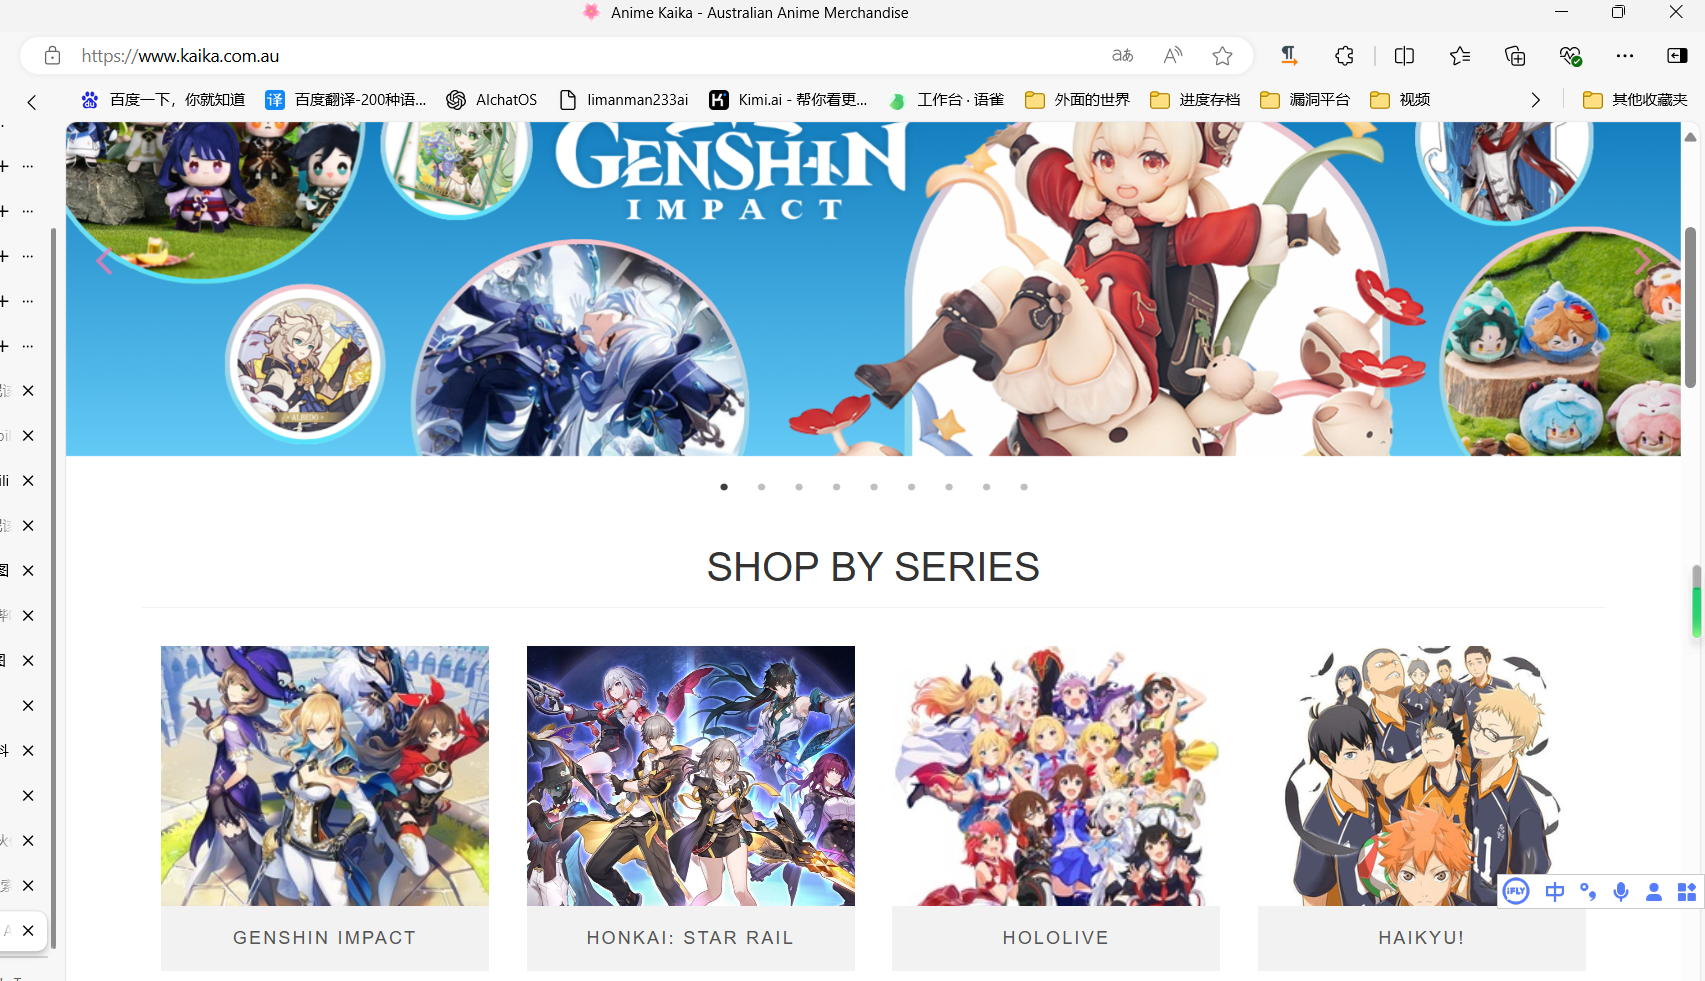 Anime Kaika - Australian Anime Merchandise
https://www.kaika.com.au
aあ
百度一下，你就知道
百度翻译-200种语...
AIchatOS
limanman233ai
Kimi.ai - 帮你看更...
工作台 · 语雀
外面的世界
进度存档
漏洞平台
视频
其他收藏夹
GENSHIN
IMPACT
ALBEDO
SHOP BY SERIES
GENSHIN IMPACT
HONKAI: STAR RAIL
HOLOLIVE
HAIKYU!
iFLY
中